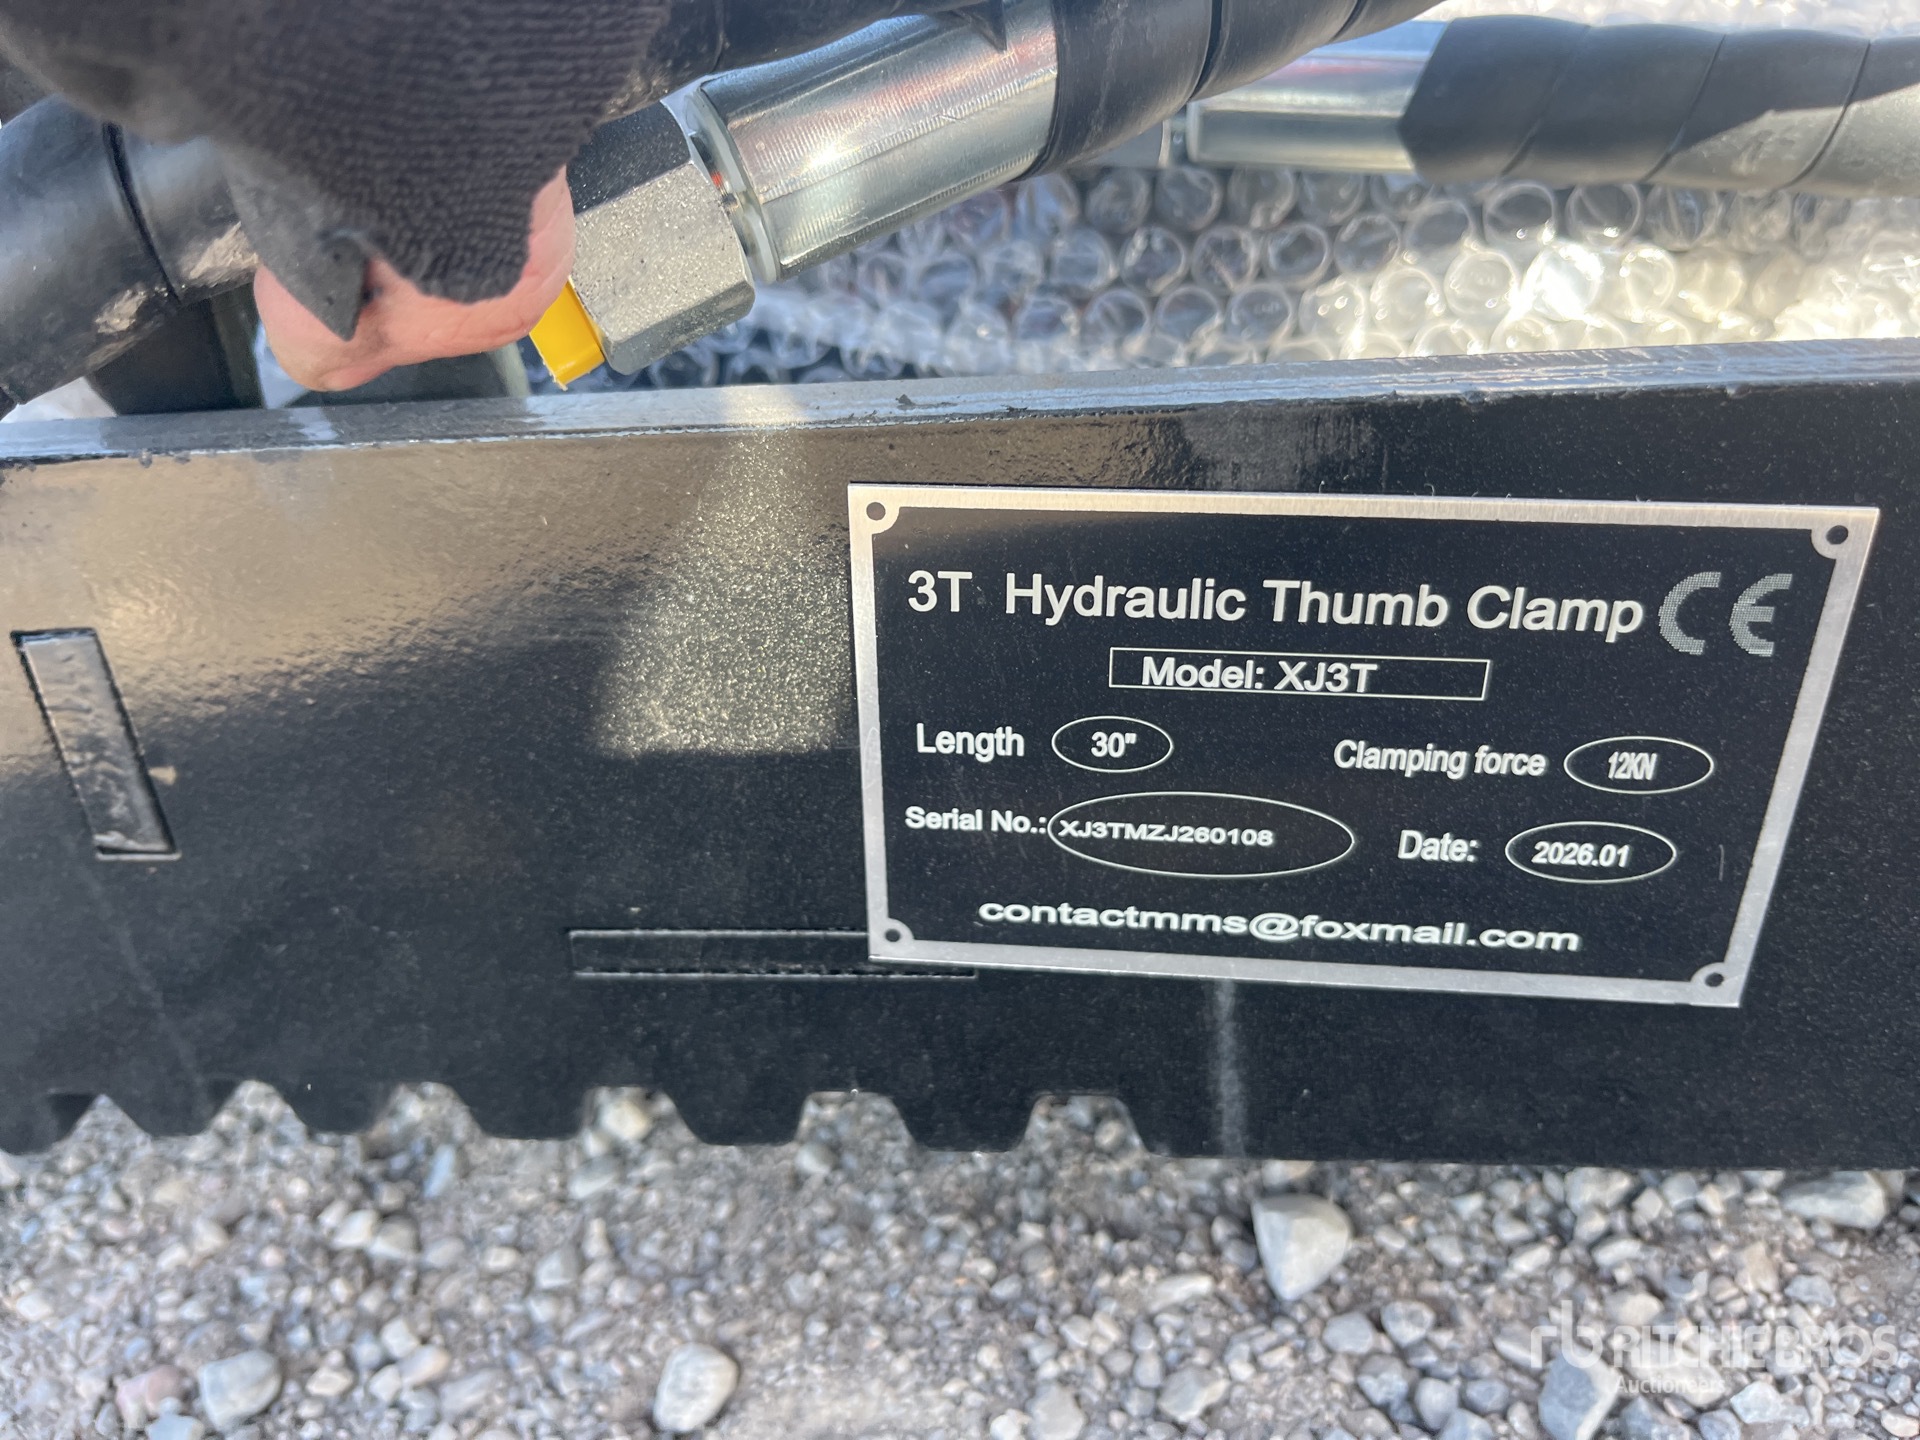 3T Hydraulic Thumb Clamp CE
Model: XJ3T
Length 30" Clamping force 12KN
Serial No.: XJ3TMZJ260108 Date: 2026.01
contactmms@foxmail.com
rb RITCHIE BROS
Auctioneers